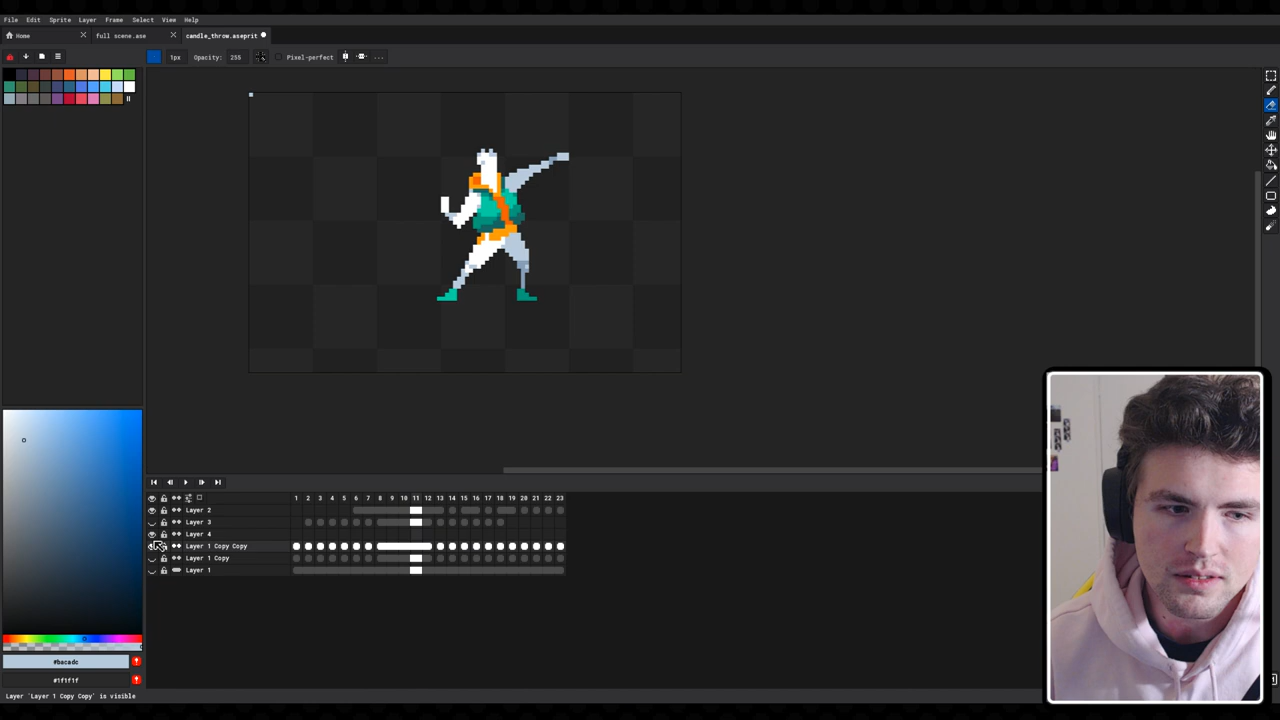 File Edit Sprite Layer Frame Select View Help
Home full scene.ase candle_throw.aseprit
1px Opacity: 255 Pixel-perfect ...
1 2 3 4 5 6 7 8 9 10 11 12 13 14 15 16 17 18 19 20 21 22 23
Layer 2
Layer 3
Layer 4
Layer 1 Copy Copy
Layer 1 Copy
Layer 1
#bacadc
#1f1f1f
Layer 'Layer 1 Copy Copy' is visible